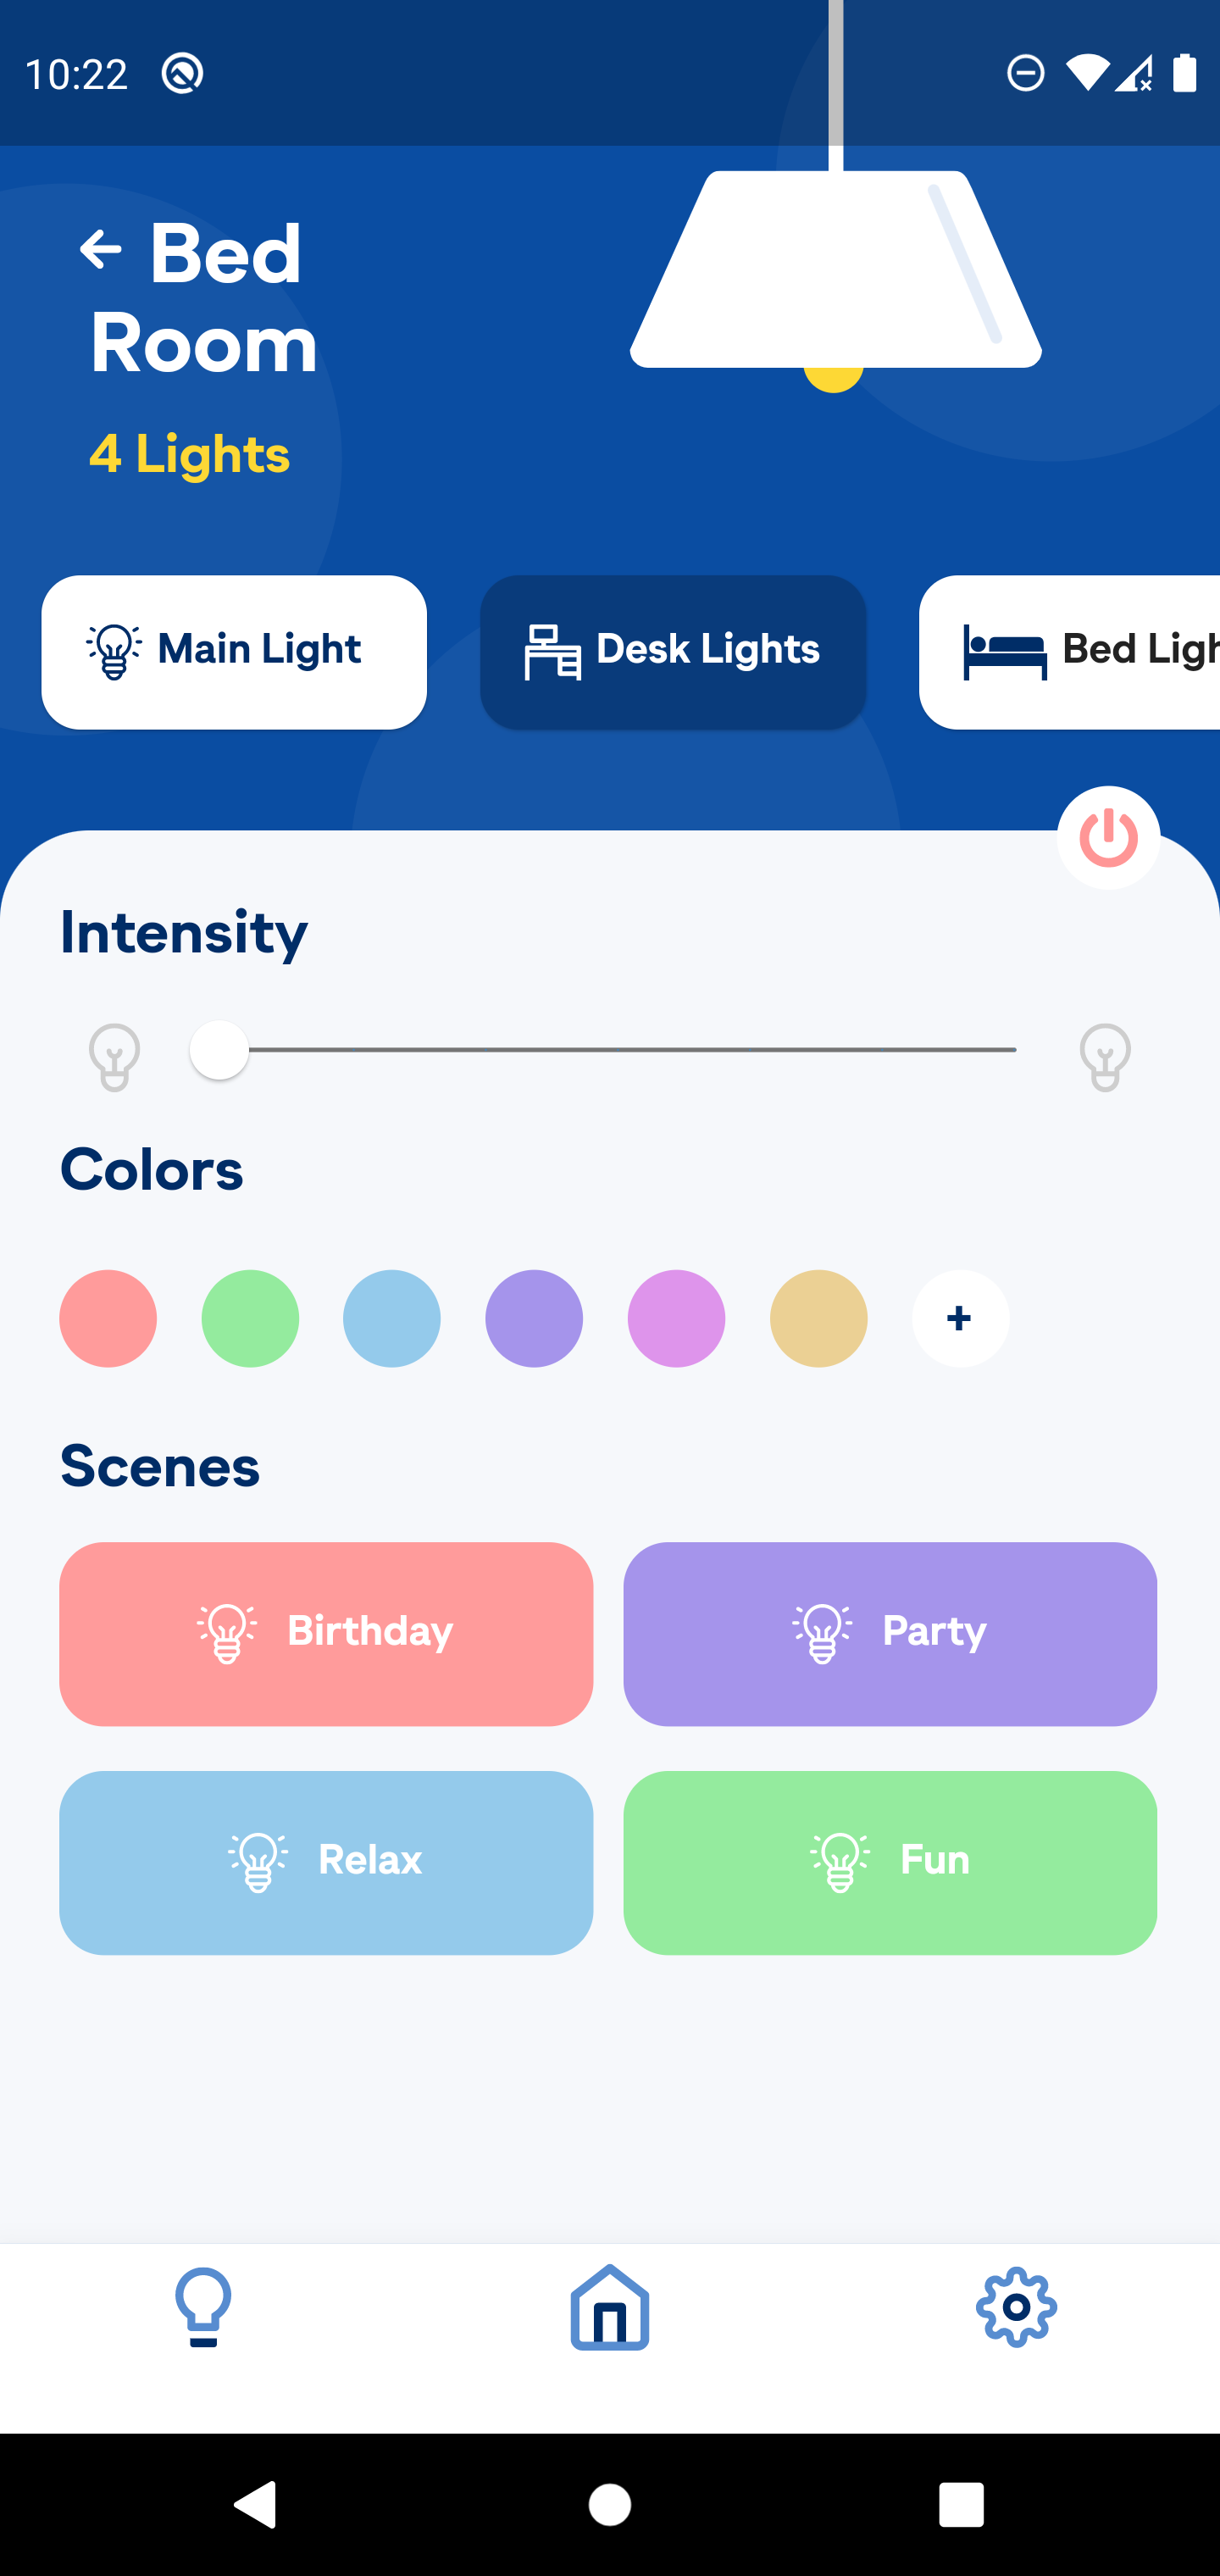 10:22
Bed
Room
4 Lights
Main Light
Desk Lights
Bed Ligh
Intensity
Colors
+
Scenes
Birthday
Party
Relax
Fun